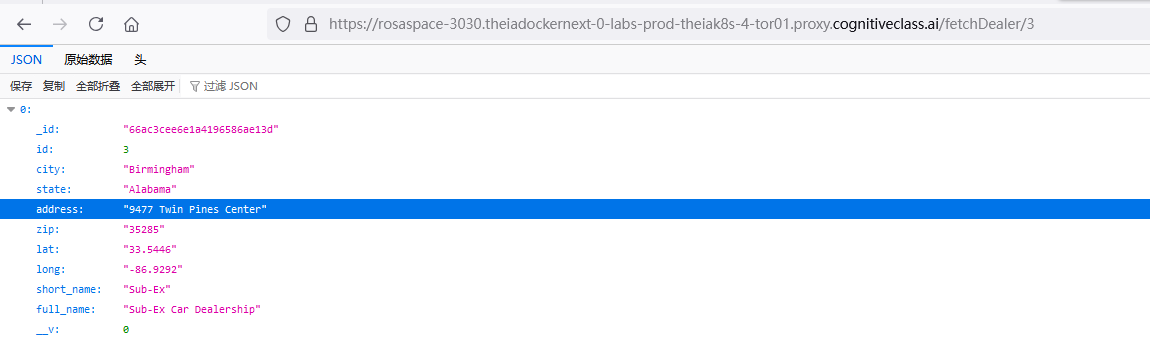 https://rosaspace-3030.theiadockernext-0-labs-prod-theiak8s-4-tor01.proxy.cognitiveclass.ai/fetchDealer/3
JSON 原始数据 头
保存 复制 全部折叠 全部展开 过滤 JSON
0:
_id: "66ac3cee6e1a4196586ae13d"
id: 3
city: "Birmingham"
state: "Alabama"
address: "9477 Twin Pines Center"
zip: "35285"
lat: "33.5446"
long: "-86.9292"
short_name: "Sub-Ex"
full_name: "Sub-Ex Car Dealership"
__v: 0